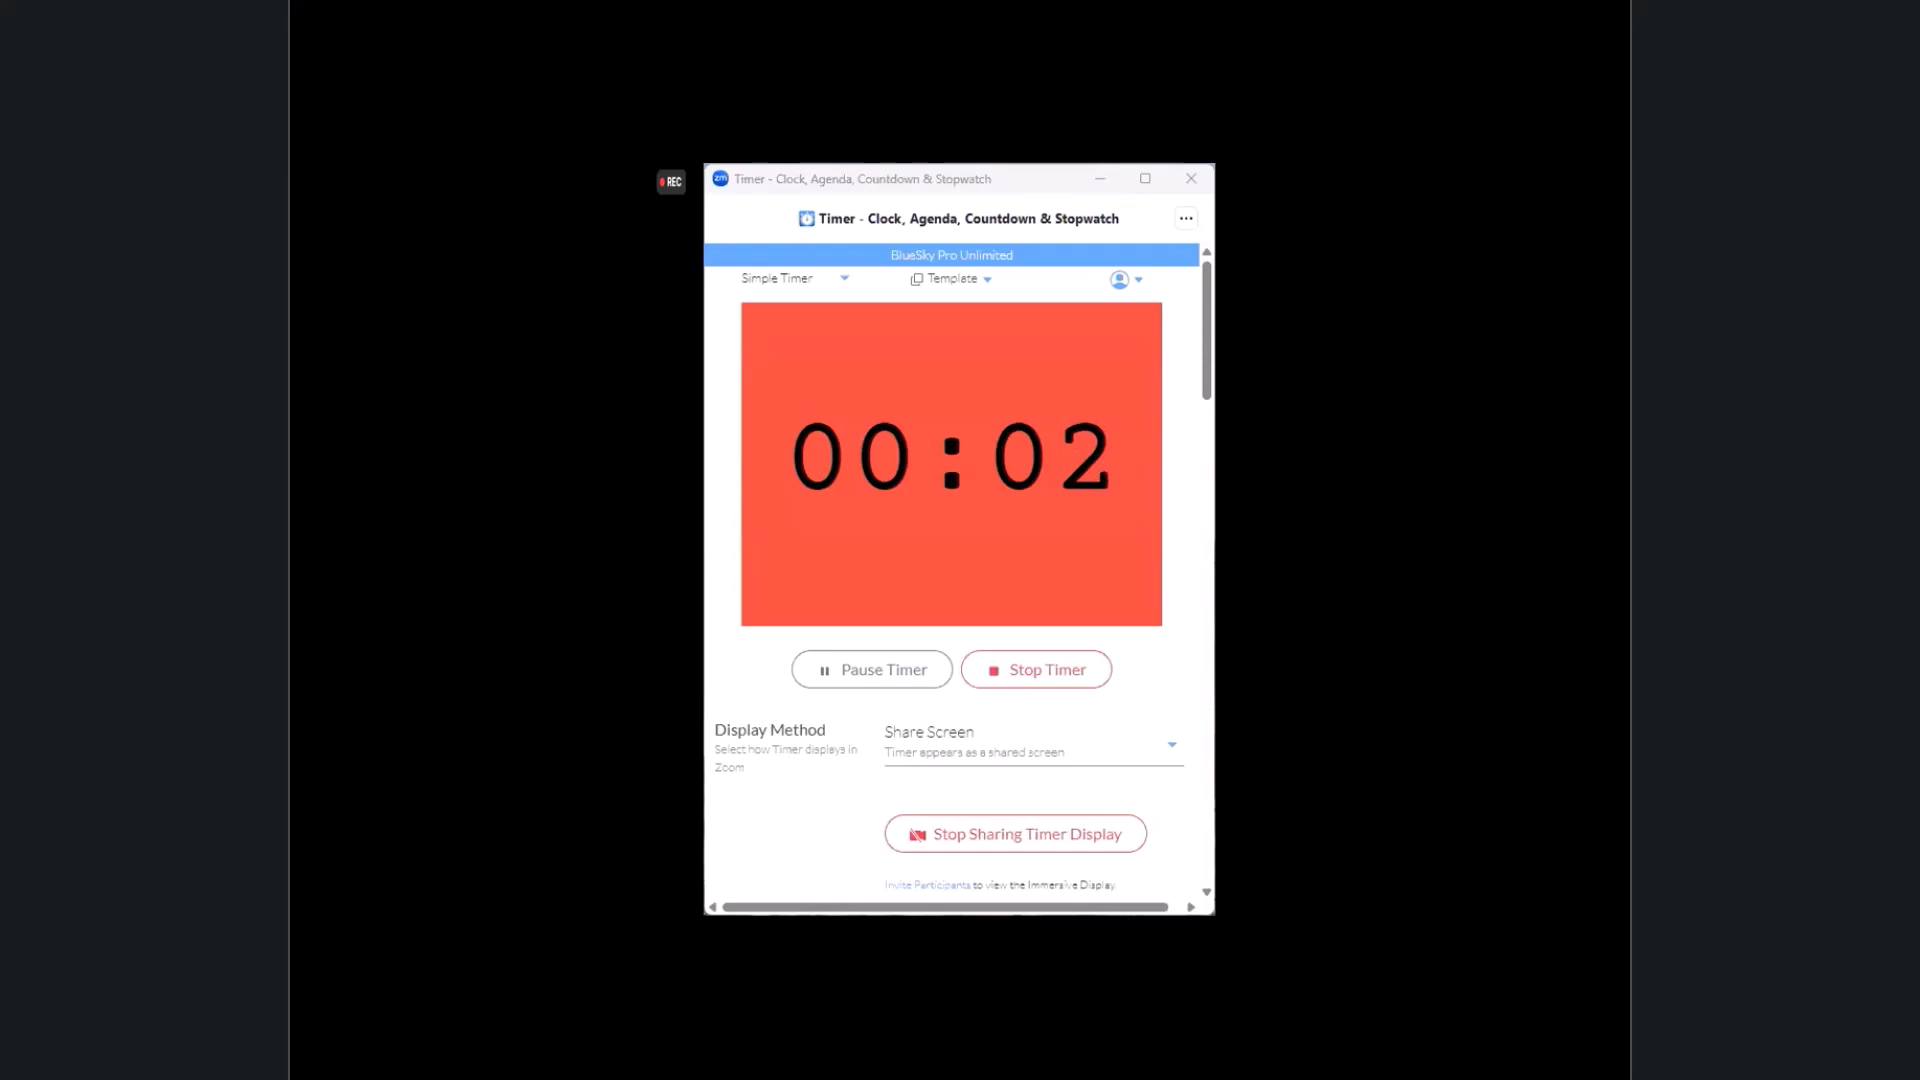 REC
zm Timer - Clock, Agenda, Countdown & Stopwatch
Timer - Clock, Agenda, Countdown & Stopwatch
BlueSky Pro Unlimited
Simple Timer Template
00:02
Pause Timer Stop Timer
Display Method
Select how Timer displays in
Zoom
Share Screen
Timer appears as a shared screen
Stop Sharing Timer Display
Invite Participants to view the Immersive Display.